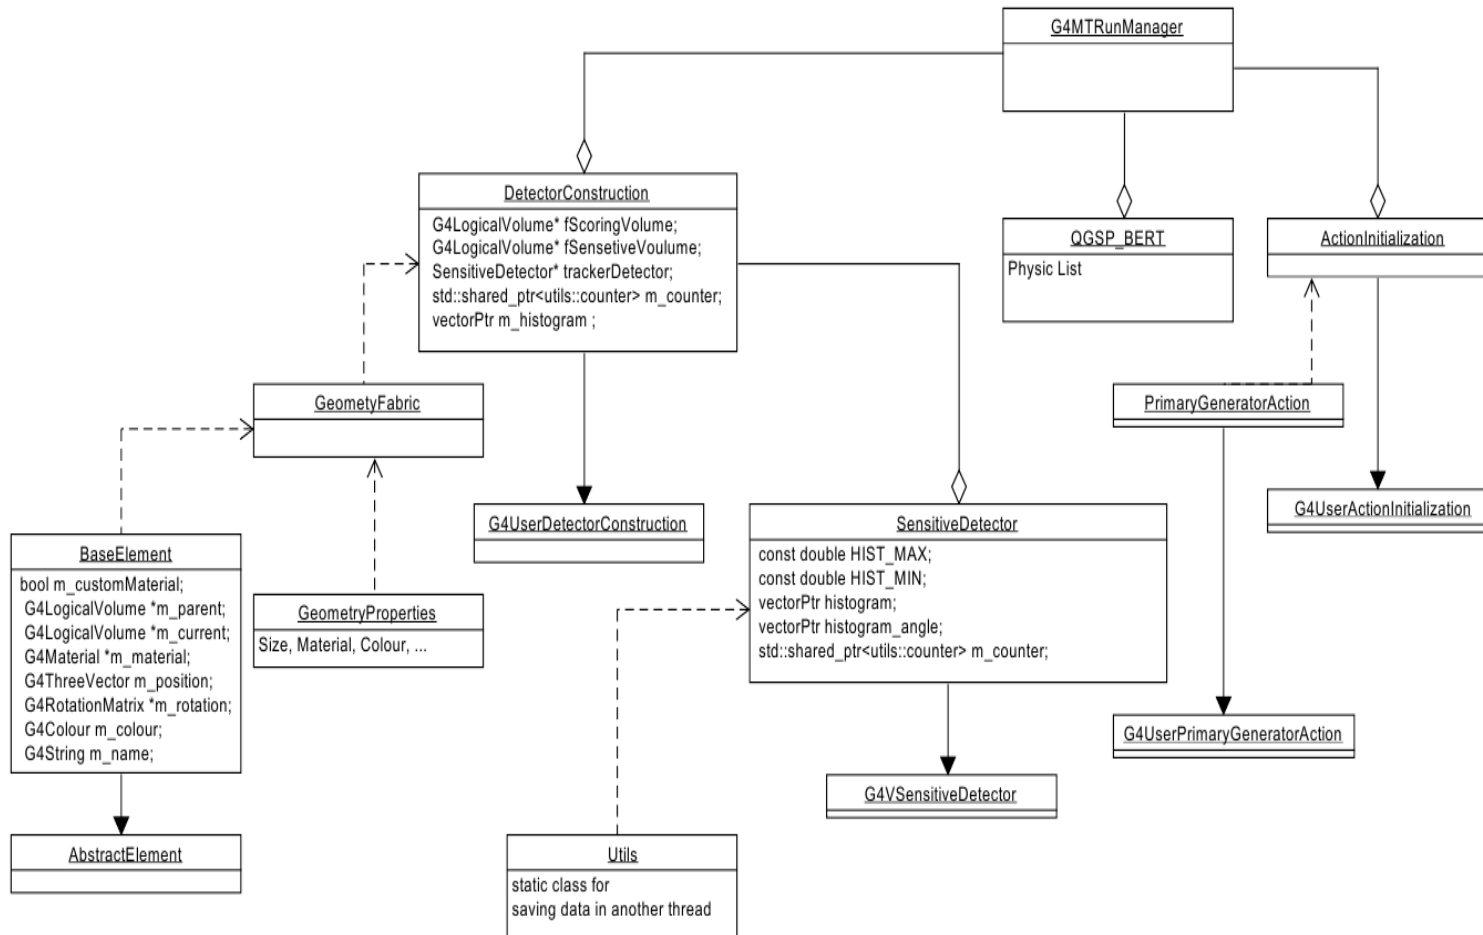 G4MTRunManager
DetectorConstruction
G4LogicalVolume* fScoringVolume;
G4LogicalVolume* fSensetiveVoulume;
SensitiveDetector* trackerDetector;
std::shared_ptr<utils::counter> m_counter;
vectorPtr m_histogram ;
QGSP_BERT
Physic List
ActionInitialization
GeometyFabric
PrimaryGeneratorAction
G4UserDetectorConstruction
SensitiveDetector
const double HIST_MAX;
const double HIST_MIN;
vectorPtr histogram;
vectorPtr histogram_angle;
std::shared_ptr<utils::counter> m_counter;
G4UserActionInitialization
BaseElement
bool m_customMaterial;
G4LogicalVolume *m_parent;
G4LogicalVolume *m_current;
G4Material *m_material;
G4ThreeVector m_position;
G4RotationMatrix *m_rotation;
G4Colour m_colour;
G4String m_name;
GeometryProperties
Size, Material, Colour, ...
G4UserPrimaryGeneratorAction
G4VSensitiveDetector
AbstractElement
Utils
static class for
saving data in another thread